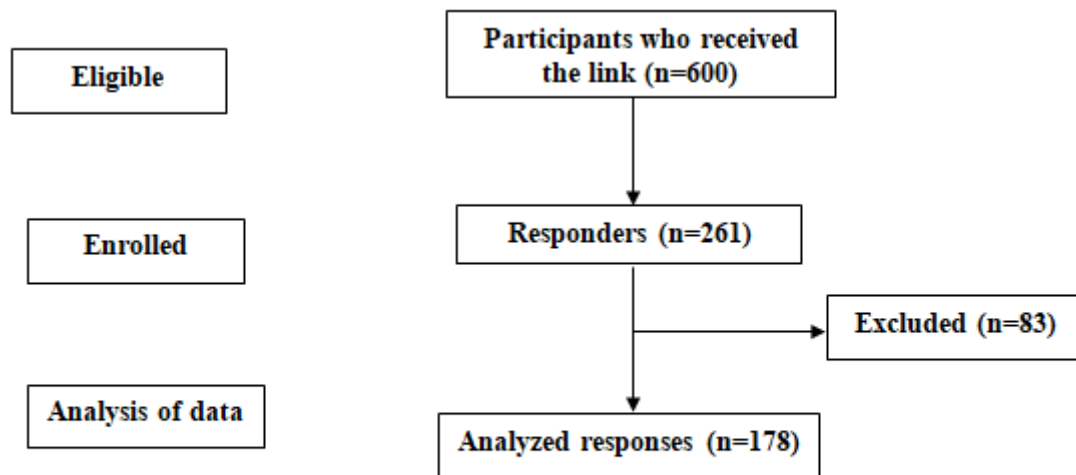 Eligible
Participants who received
the link (n=600)
Enrolled
Responders (n=261)
Excluded (n=83)
Analysis of data
Analyzed responses (n=178)